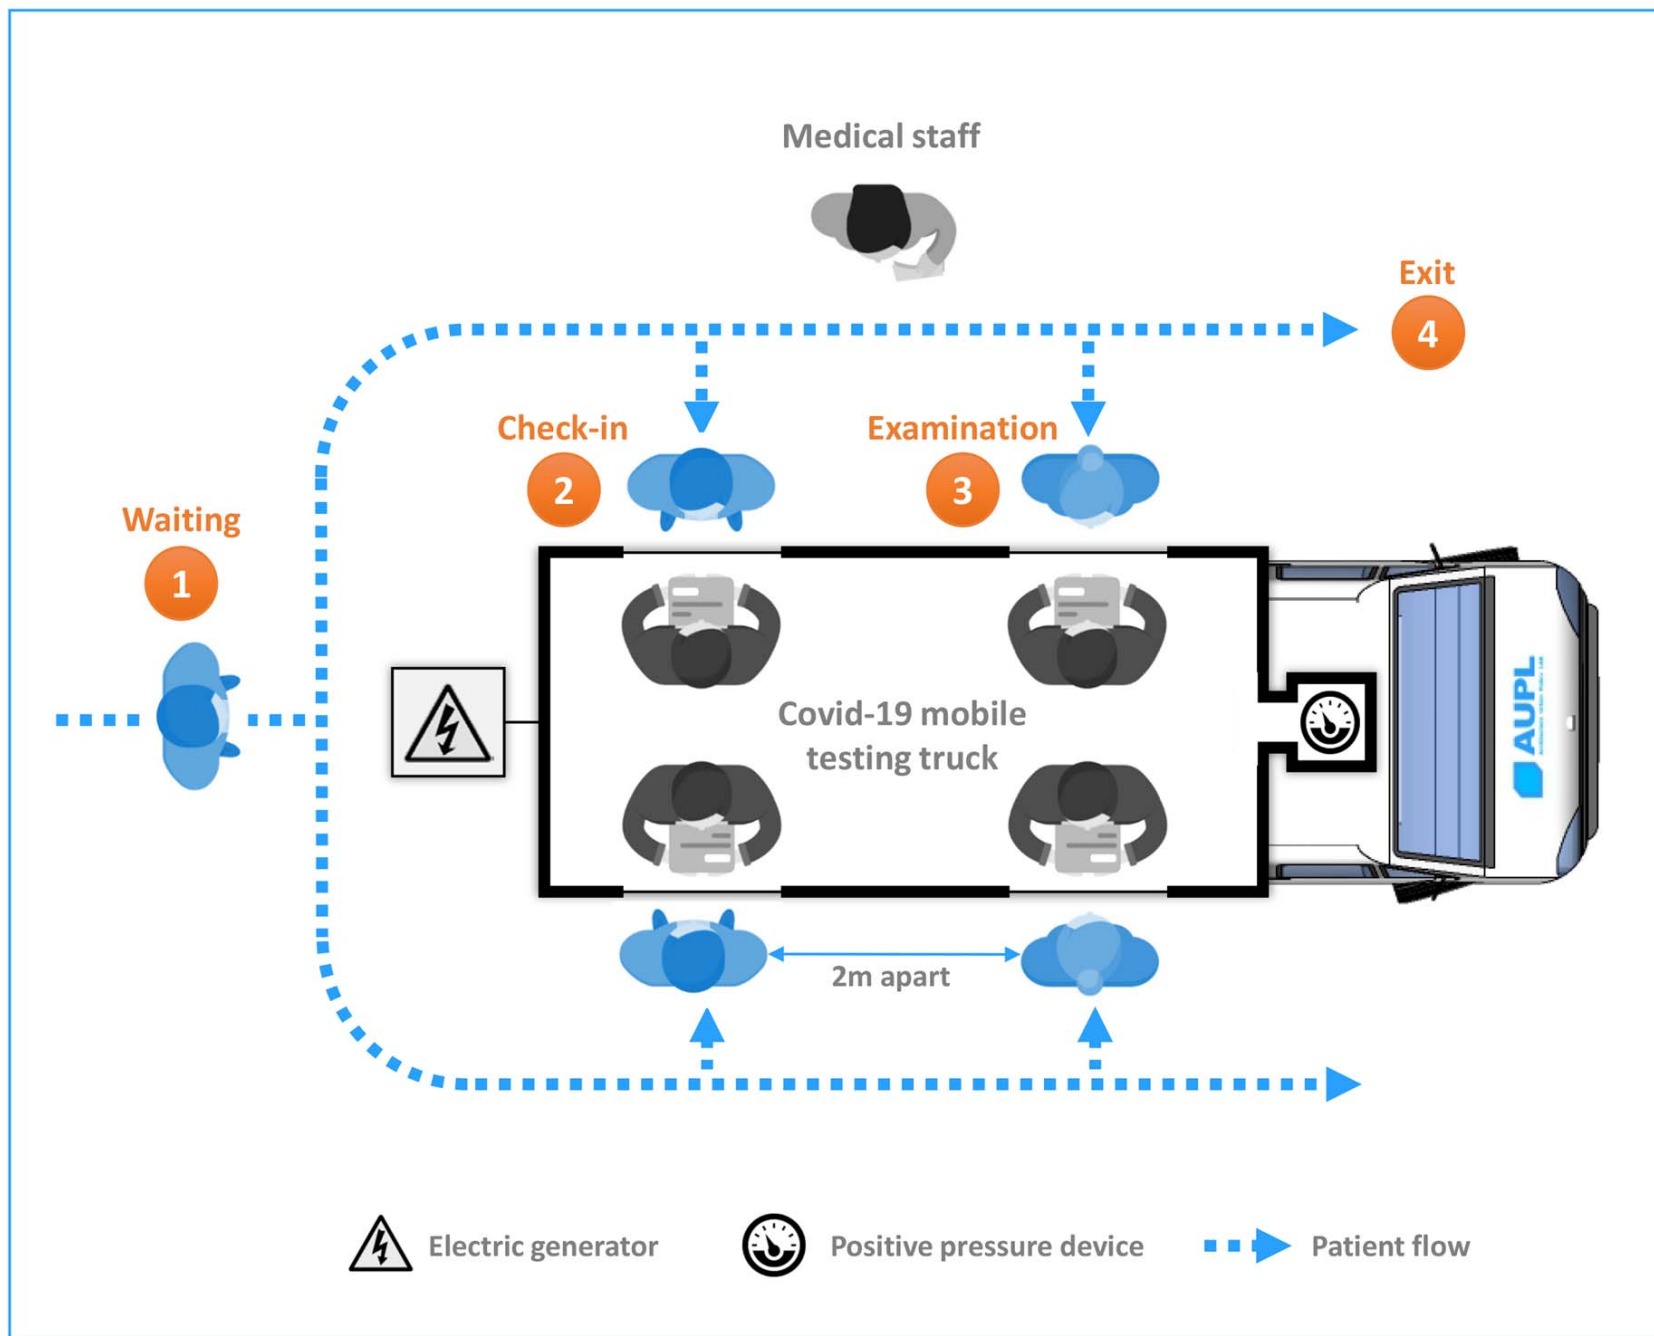 Medical staff
Exit
4
Check-in
2
Examination
3
Waiting
1
Covid-19 mobile
testing truck
AUPL
2m apart
Electric generator
Positive pressure device
Patient flow